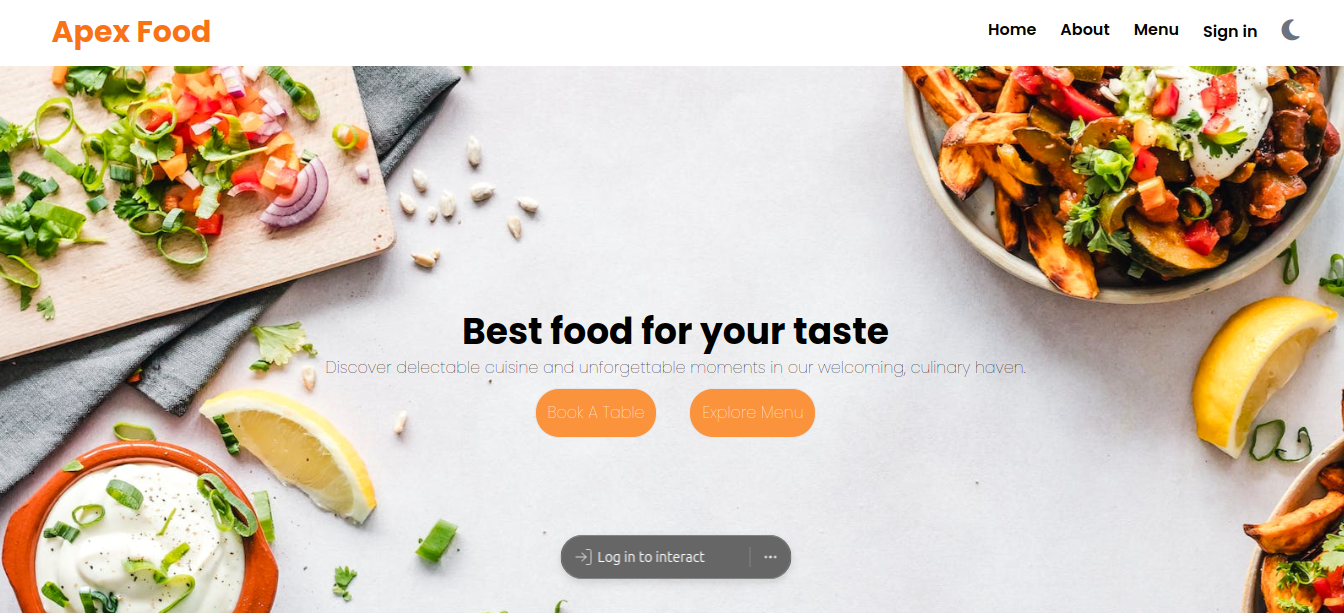 Apex Food
Home About Menu Sign in
Best food for your taste
Discover delectable cuisine and unforgettable moments in our welcoming, culinary haven.
Book A Table Explore Menu
Log in to interact